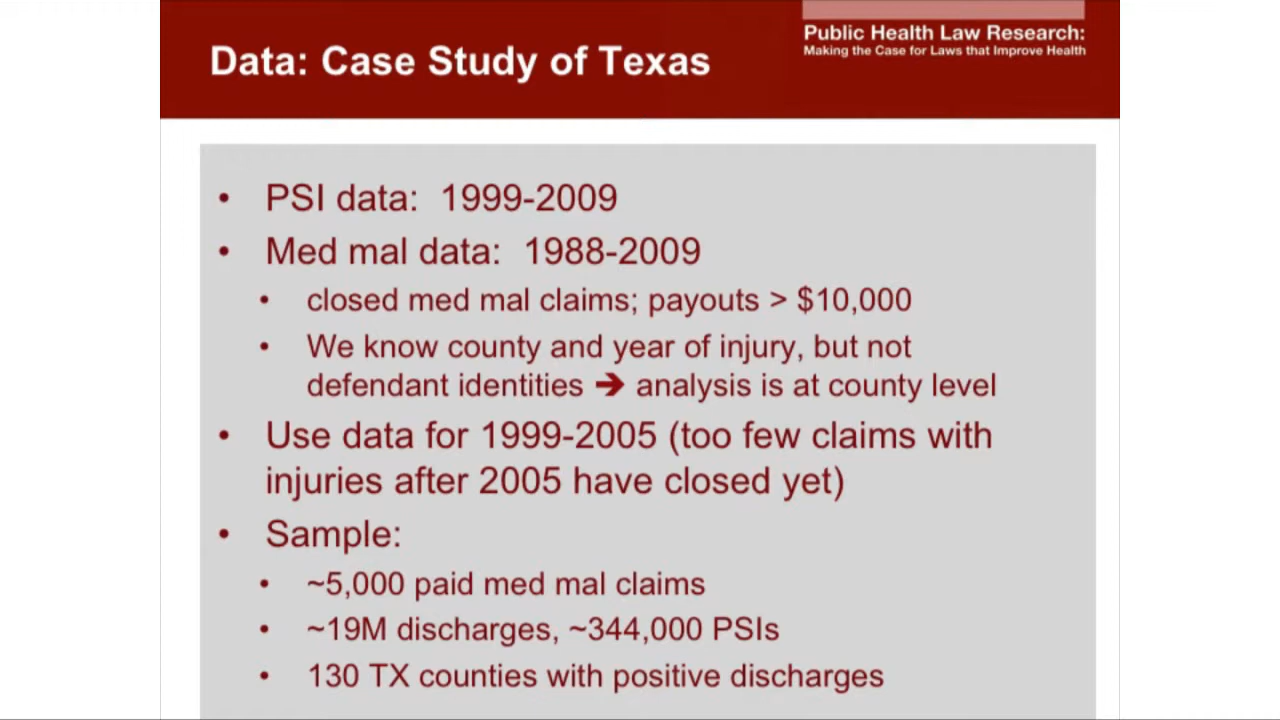 Data: Case Study of Texas
Public Health Law Research:
Making the Case for Laws that Improve Health
• PSI data: 1999-2009
• Med mal data: 1988-2009
• closed med mal claims; payouts > $10,000
• We know county and year of injury, but not
defendant identities ➔ analysis is at county level
• Use data for 1999-2005 (too few claims with
injuries after 2005 have closed yet)
• Sample:
• ~5,000 paid med mal claims
• ~19M discharges, ~344,000 PSIs
• 130 TX counties with positive discharges